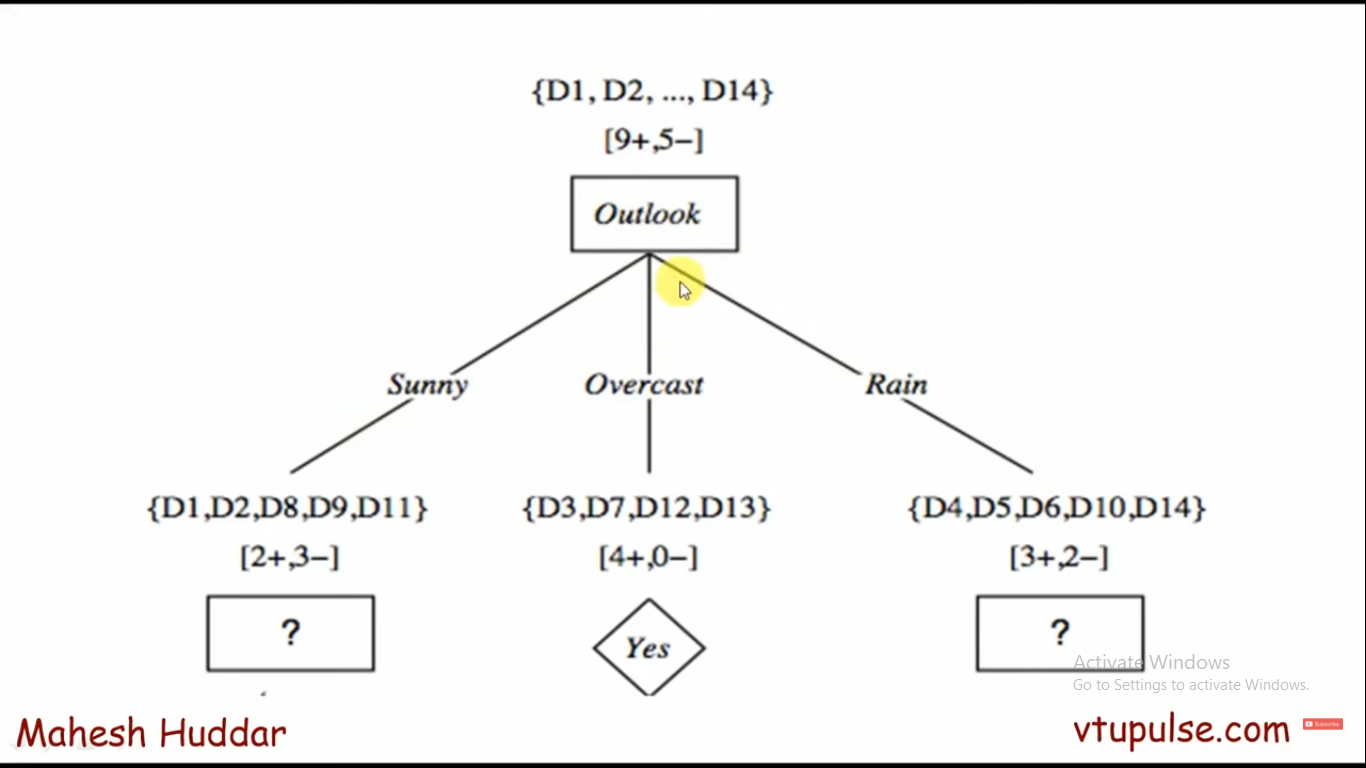 {D1, D2, ..., D14}
[9+,5−]
Outlook
Sunny
Overcast
Rain
{D1,D2,D8,D9,D11}
{D3,D7,D12,D13}
{D4,D5,D6,D10,D14}
[2+,3−]
[4+,0−]
[3+,2−]
?
Yes
?
Activate Windows
Go to Settings to activate Windows.
Mahesh Huddar
vtupulse.com
Subscribe